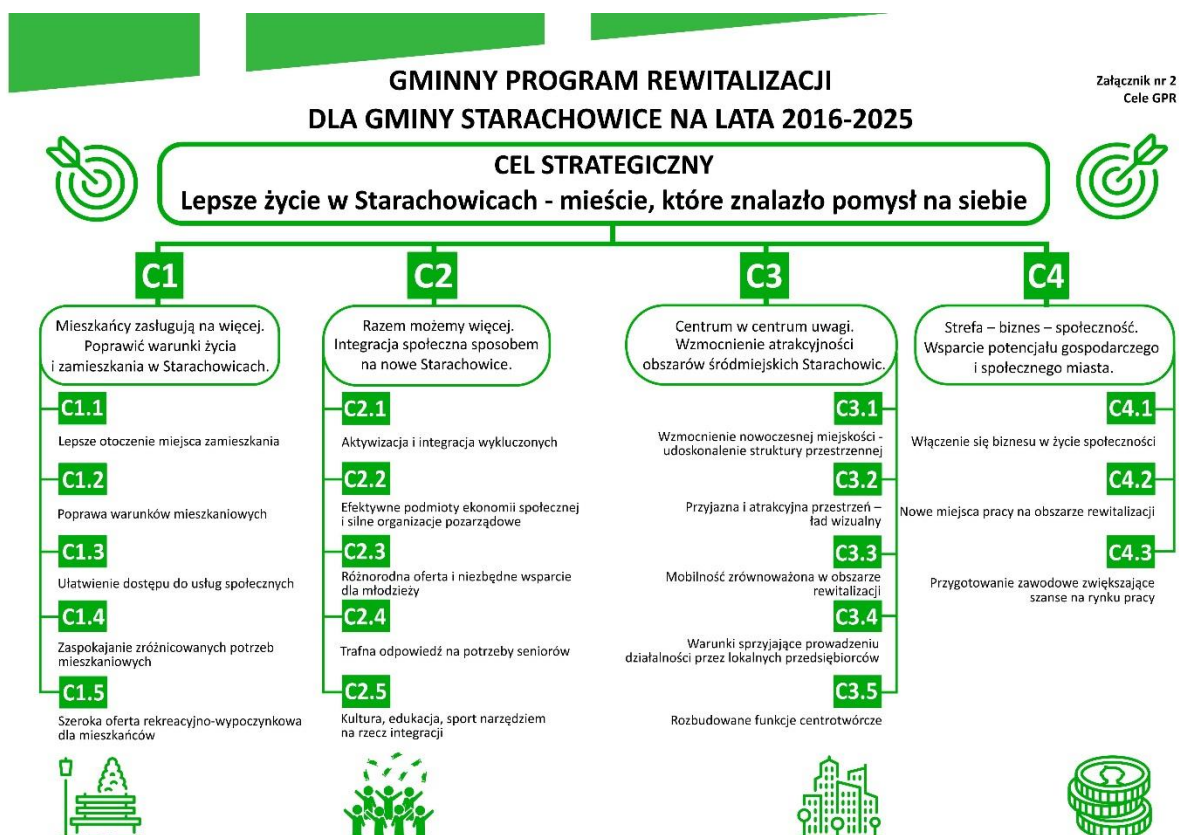 GMINNY PROGRAM REWITALIZACJI
DLA GMINY STARACHOWICE NA LATA 2016-2025
Załącznik nr 2
Cele GPR
CEL STRATEGICZNY
Lepsze życie w Starachowicach - mieście, które znalazło pomysł na siebie
C1
Mieszkańcy zasługują na więcej.
Poprawić warunki życia
i zamieszkania w Starachowicach.
C1.1
Lepsze otoczenie miejsca zamieszkania
C1.2
Poprawa warunków mieszkaniowych
C1.3
Ułatwienie dostępu do usług społecznych
C1.4
Zaspokajanie zróżnicowanych potrzeb
mieszkaniowych
C1.5
Szeroka oferta rekreacyjno-wypoczynkowa
dla mieszkańców
C2
Razem możemy więcej.
Integracja społeczna sposobem
na nowe Starachowice.
C2.1
Aktywizacja i integracja wykluczonych
C2.2
Efektywne podmioty ekonomii społecznej
i silne organizacje pozarządowe
C2.3
Różnorodna oferta i niezbędne wsparcie
dla młodzieży
C2.4
Trafna odpowiedź na potrzeby seniorów
C2.5
Kultura, edukacja, sport narzędziem
na rzecz integracji
C3
Centrum w centrum uwagi.
Wzmocnienie atrakcyjności
obszarów śródmiejskich Starachowic.
C3.1
Wzmocnienie nowoczesnej miejskości -
udoskonalenie struktury przestrzennej
C3.2
Przyjazna i atrakcyjna przestrzeń –
ład wizualny
C3.3
Mobilność zrównoważona w obszarze
rewitalizacji
C3.4
Warunki sprzyjające prowadzeniu
działalności przez lokalnych przedsiębiorców
C3.5
Rozbudowane funkcje centrotwórcze
C4
Strefa – biznes – społeczność.
Wsparcie potencjału gospodarczego
i społecznego miasta.
C4.1
Włączenie się biznesu w życie społeczności
C4.2
Nowe miejsca pracy na obszarze rewitalizacji
C4.3
Przygotowanie zawodowe zwiększające
szanse na rynku pracy